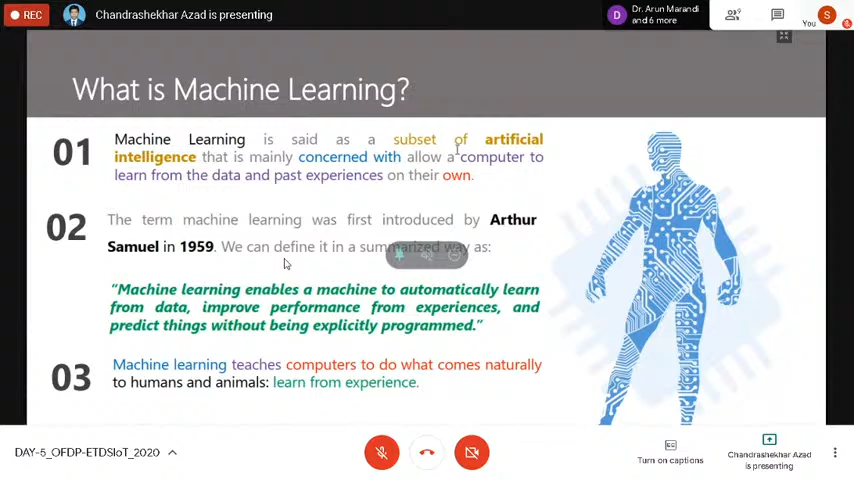 REC
Chandrashekhar Azad is presenting
D
Dr. Arun Marandi
and 6 more
9
You
S
What is Machine Learning?
01
Machine Learning is said as a subset of artificial
intelligence that is mainly concerned with allow a computer to
learn from the data and past experiences on their own.
02
The term machine learning was first introduced by Arthur
Samuel in 1959. We can define it in a summarized way as:
“Machine learning enables a machine to automatically learn
from data, improve performance from experiences, and
predict things without being explicitly programmed.”
03
Machine learning teaches computers to do what comes naturally
to humans and animals: learn from experience.
DAY-5_OFDP-ETDSIoT_2020
Turn on captions
Chandrashekhar Azad
is presenting